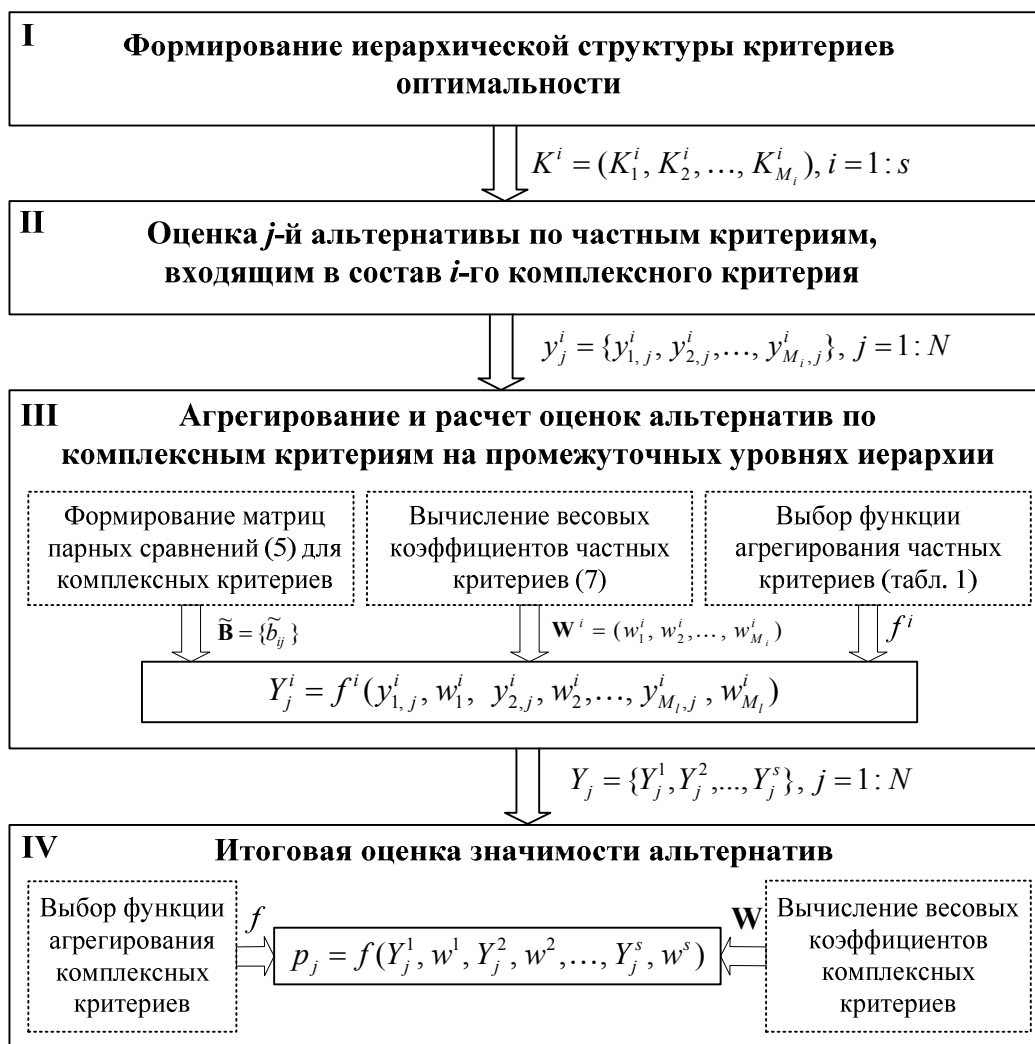 I
Формирование иерархической структуры критериев
оптимальности
K^i = (K_1^i, K_2^i, …, K_{M_i}^i), i = 1 : s
II
Оценка j-й альтернативы по частным критериям,
входящим в состав i-го комплексного критерия
y_j^i = {y_{1,j}^i, y_{2,j}^i, …, y_{M_i,j}^i}, j = 1 : N
III
Агрегирование и расчет оценок альтернатив по
комплексным критериям на промежуточных уровнях иерархии
Формирование матриц
парных сравнений (5) для
комплексных критериев
Вычисление весовых
коэффициентов частных
критериев (7)
Выбор функции
агрегирования частных
критериев (табл. 1)
B̃ = {b̃_{ij}}
W^i = (w_1^i, w_2^i, …, w_{M_i}^i)
f^i
Y_j^i = f^i(y_{1,j}^i, w_1^i, y_{2,j}^i, w_2^i, …, y_{M_l,j}^i, w_{M_l}^i)
Y_j = {Y_j^1, Y_j^2, ..., Y_j^s}, j = 1 : N
IV
Итоговая оценка значимости альтернатив
Выбор функции
агрегирования
комплексных
критериев
f
p_j = f(Y_j^1, w^1, Y_j^2, w^2, …, Y_j^s, w^s)
W
Вычисление весовых
коэффициентов
комплексных
критериев